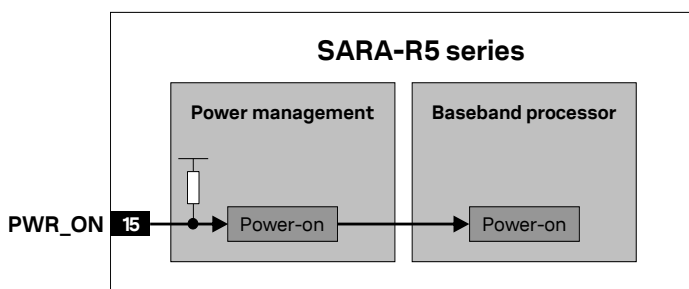 SARA-R5 series
Power management
Baseband processor
PWR_ON
15
Power-on
Power-on